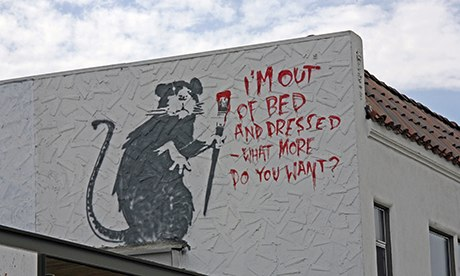 I'M OUT
OF BED
AND DRESSED
- WHAT MORE
DO YOU WANT?